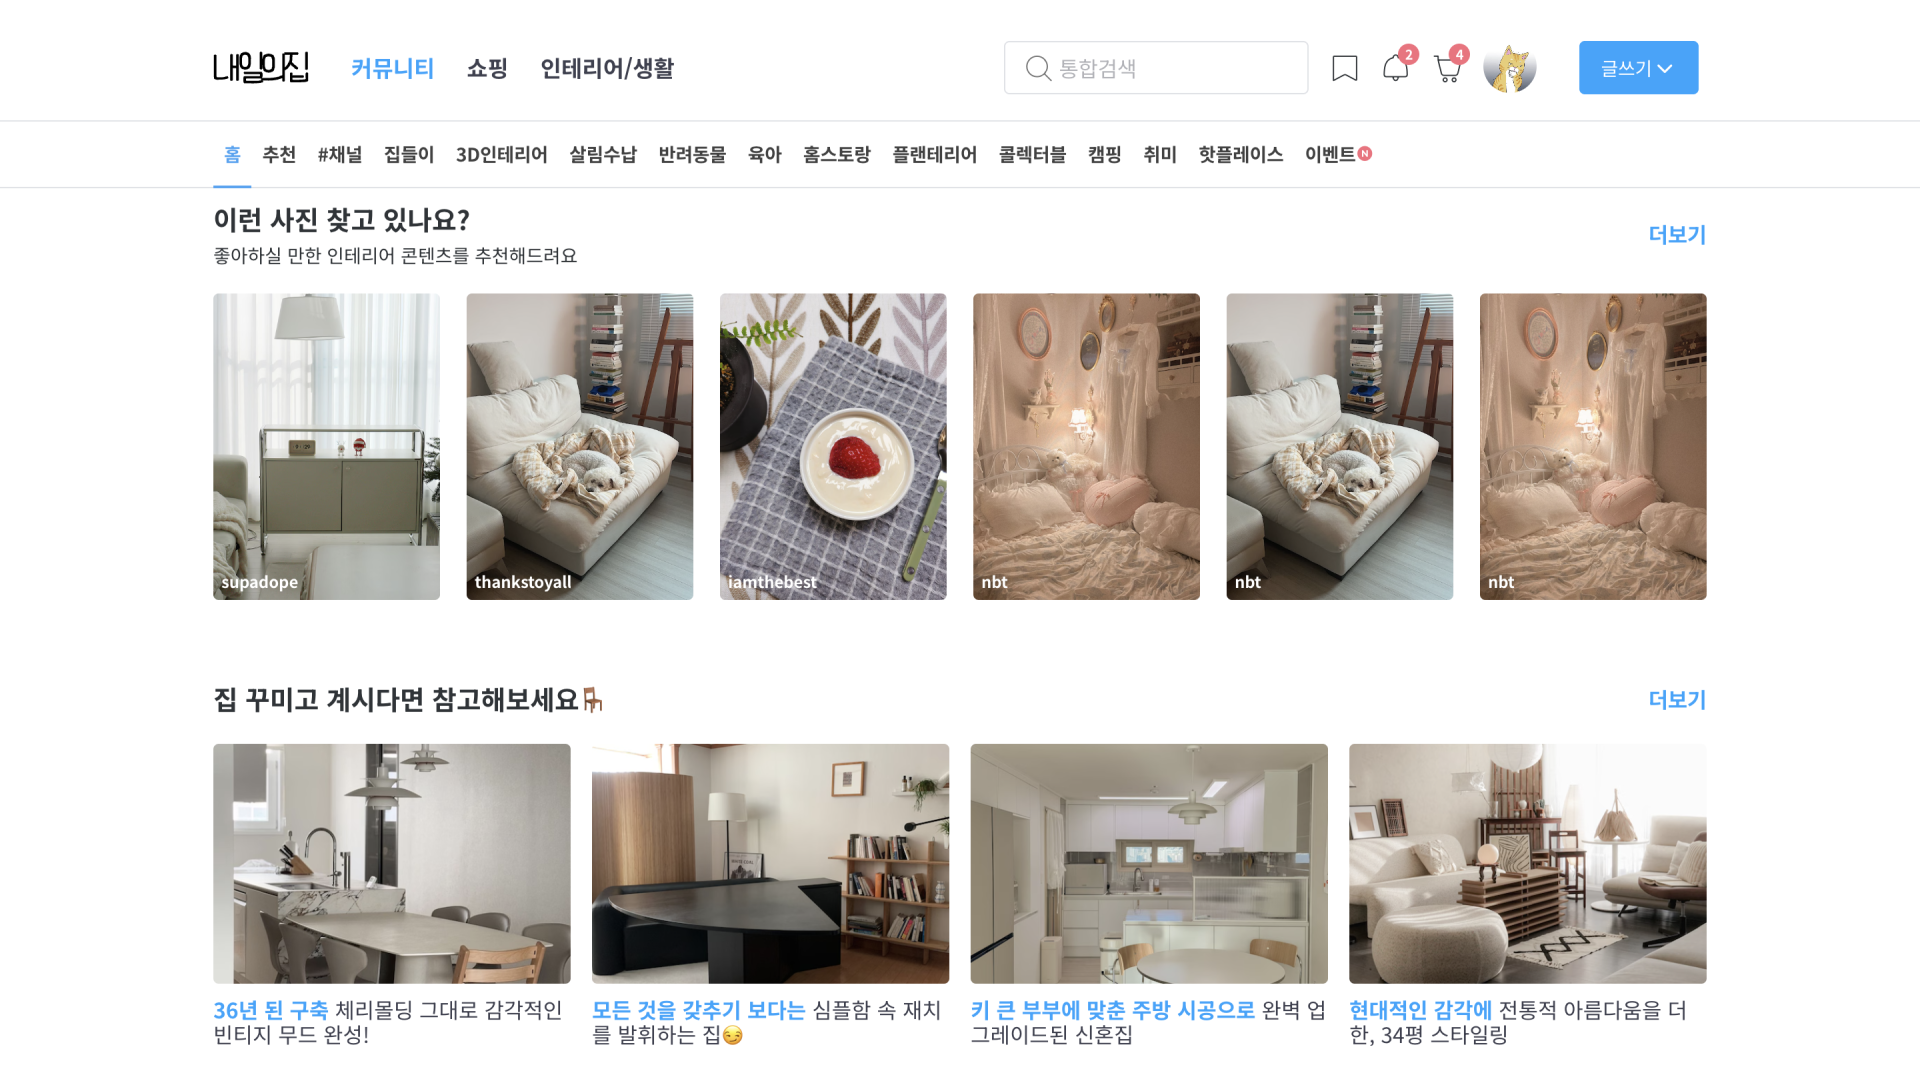 내일의집
커뮤니티 쇼핑 인테리어/생활 통합검색 2 4 글쓰기
홈 추천 #채널 집들이 3D인테리어 살림수납 반려동물 육아 홈스토랑 플랜테리어 콜렉터블 캠핑 취미 핫플레이스 이벤트 N
이런 사진 찾고 있나요?
더보기
좋아하실 만한 인테리어 콘텐츠를 추천해드려요
supadope thankstoyall iamthebest nbt nbt nbt
집 꾸미고 계시다면 참고해보세요🪑
더보기
36년 된 구축 체리몰딩 그대로 감각적인
빈티지 무드 완성!
모든 것을 갖추기 보다는 심플함 속 재치
를 발휘하는 집😏
키 큰 부부에 맞춘 주방 시공으로 완벽 업
그레이드된 신혼집
현대적인 감각에 전통적 아름다움을 더
한, 34평 스타일링